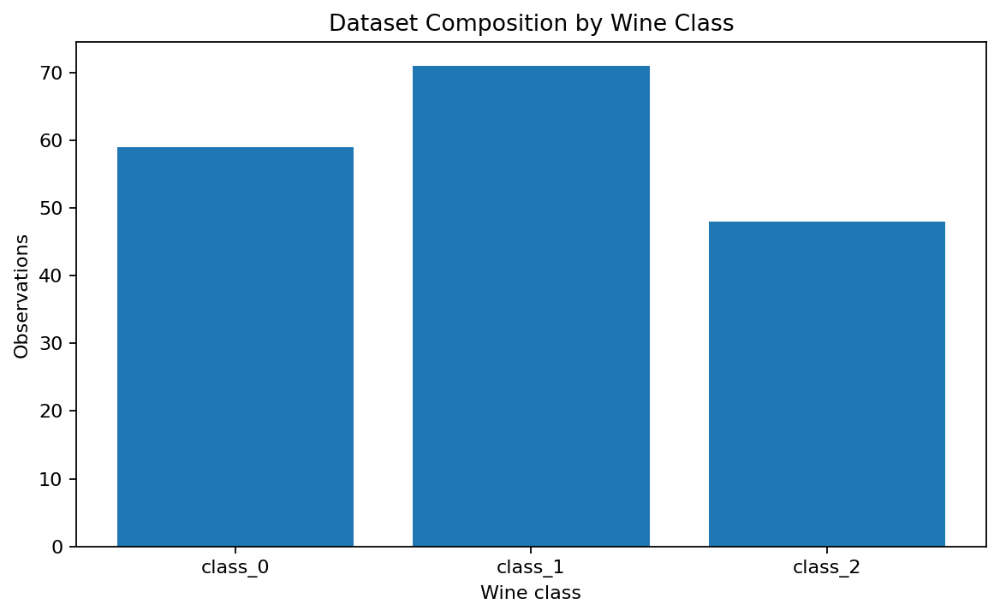 Dataset Composition by Wine Class
Observations
70
60
50
40
30
20
10
0
class_0 class_1 class_2
Wine class